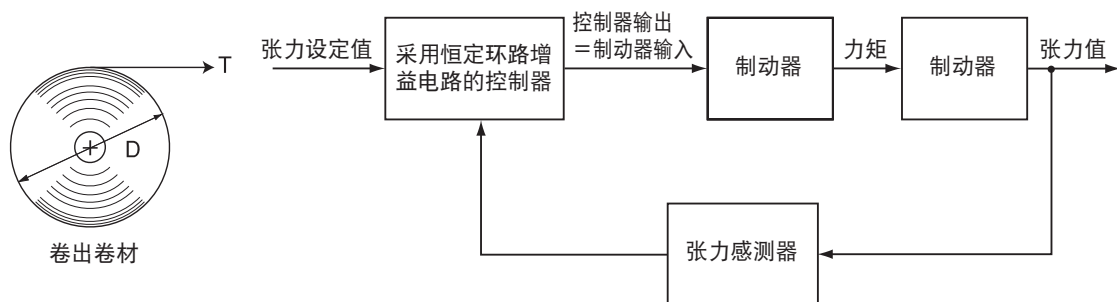 T
D
卷出卷材
张力设定值
采用恒定环路增
益电路的控制器
控制器输出
＝制动器输入
制动器
力矩
制动器
张力值
张力感测器